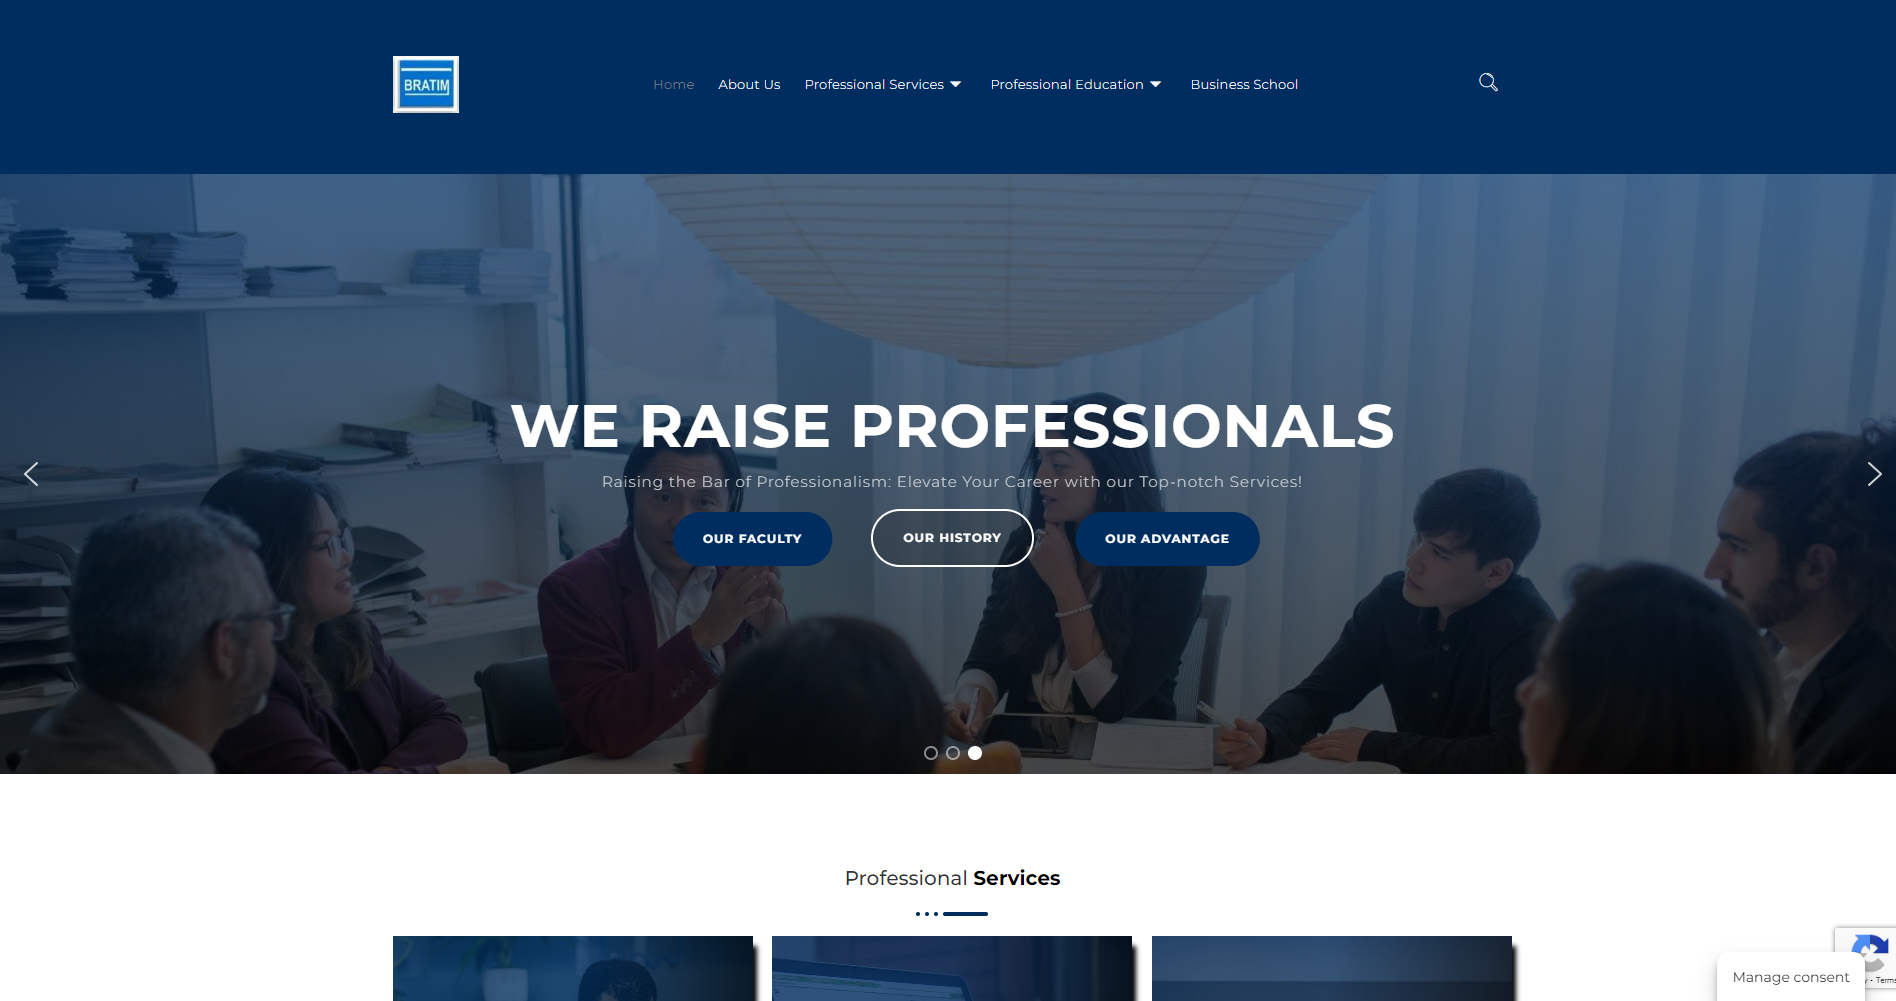 BRATIM
Home
About Us
Professional Services
Professional Education
Business School
WE RAISE PROFESSIONALS
Raising the Bar of Professionalism: Elevate Your Career with our Top-notch Services!
OUR FACULTY
OUR HISTORY
OUR ADVANTAGE
Professional Services
Manage consent
- Terms